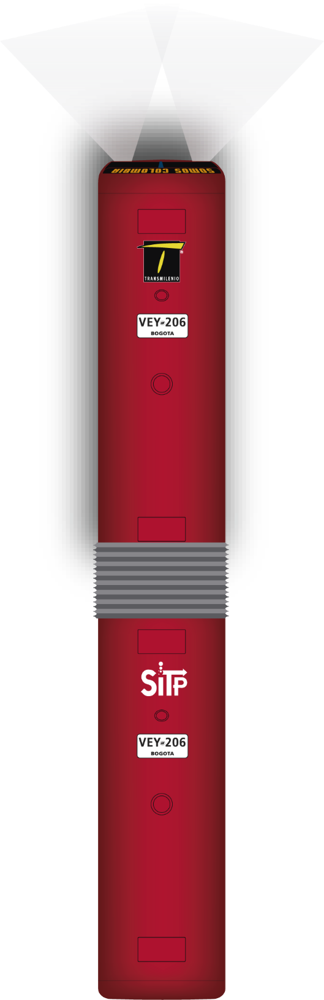 SOMOS COLOMBIA
TRANSMILENIO
VEY 206
BOGOTA
SiTP
VEY 206
BOGOTA